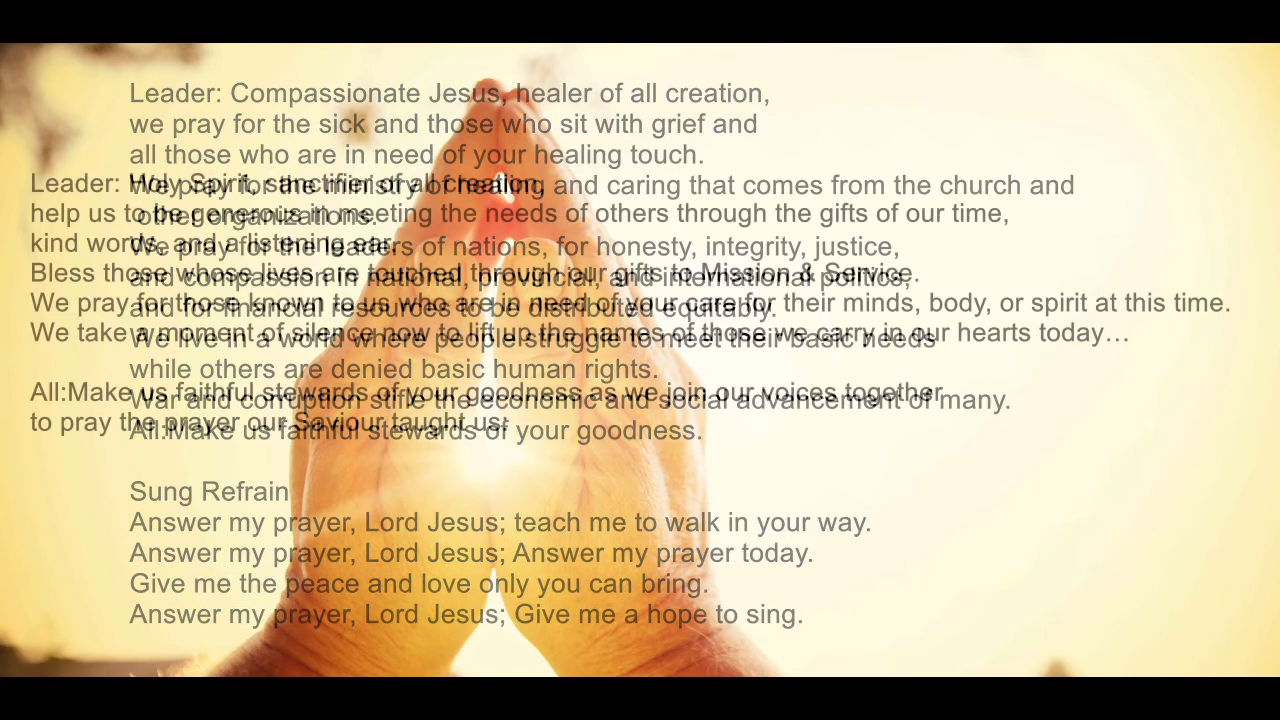 Leader: Compassionate Jesus, healer of all creation,
we pray for the sick and those who sit with grief and
all those who are in need of your healing touch.
We pray for the ministry of healing and caring that comes from the church and
other organizations.
We pray for the leaders of nations, for honesty, integrity, justice,
and compassion in national, provincial, and international politics,
and for financial resources to be distributed equitably.
We live in a world where people struggle to meet their basic needs
while others are denied basic human rights.
War and corruption stifle the economic and social advancement of many.
All:Make us faithful stewards of your goodness.
Sung Refrain
Answer my prayer, Lord Jesus; teach me to walk in your way.
Answer my prayer, Lord Jesus; Answer my prayer today.
Give me the peace and love only you can bring.
Answer my prayer, Lord Jesus; Give me a hope to sing.
Leader: Holy Spirit, sanctifier of all creation,
help us to be generous in meeting the needs of others through the gifts of our time,
kind words, and a listening ear.
Bless those whose lives are touched through our gifts to Mission & Service.
We pray for those known to us who are in need of your care for their minds, body, or spirit at this time.
We take a moment of silence now to lift up the names of those we carry in our hearts today…
All:Make us faithful stewards of your goodness as we join our voices together
to pray the prayer our Saviour taught us: